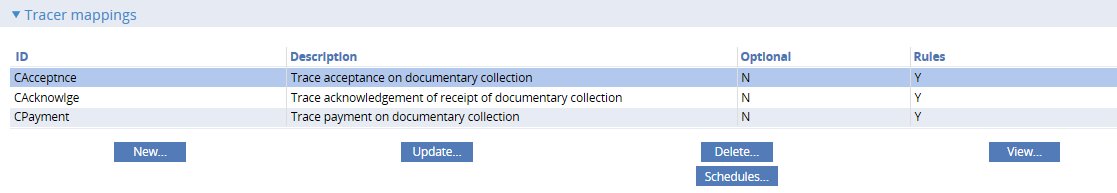 Tracer mappings
ID Description Optional Rules
CAcceptnce Trace acceptance on documentary collection N Y
CAcknowlge Trace acknowledgement of receipt of documentary collection N Y
CPayment Trace payment on documentary collection N Y
New... Update... Delete... View...
Schedules...